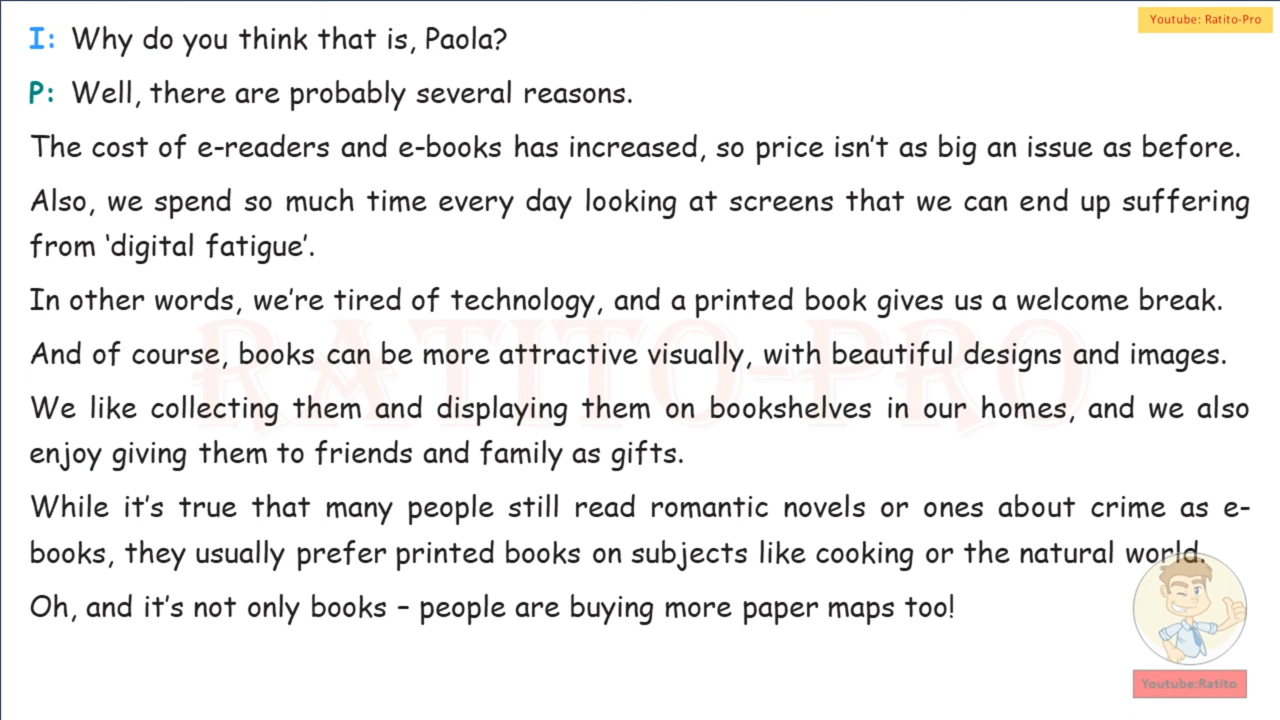 Youtube: Ratito-Pro
I: Why do you think that is, Paola?
P: Well, there are probably several reasons.
The cost of e-readers and e-books has increased, so price isn't as big an issue as before.
Also, we spend so much time every day looking at screens that we can end up suffering
from 'digital fatigue'.
In other words, we're tired of technology, and a printed book gives us a welcome break.
RATITO-PRO
And of course, books can be more attractive visually, with beautiful designs and images.
We like collecting them and displaying them on bookshelves in our homes, and we also
enjoy giving them to friends and family as gifts.
While it's true that many people still read romantic novels or ones about crime as e-
books, they usually prefer printed books on subjects like cooking or the natural world.
Oh, and it's not only books – people are buying more paper maps too!
Youtube:Ratito